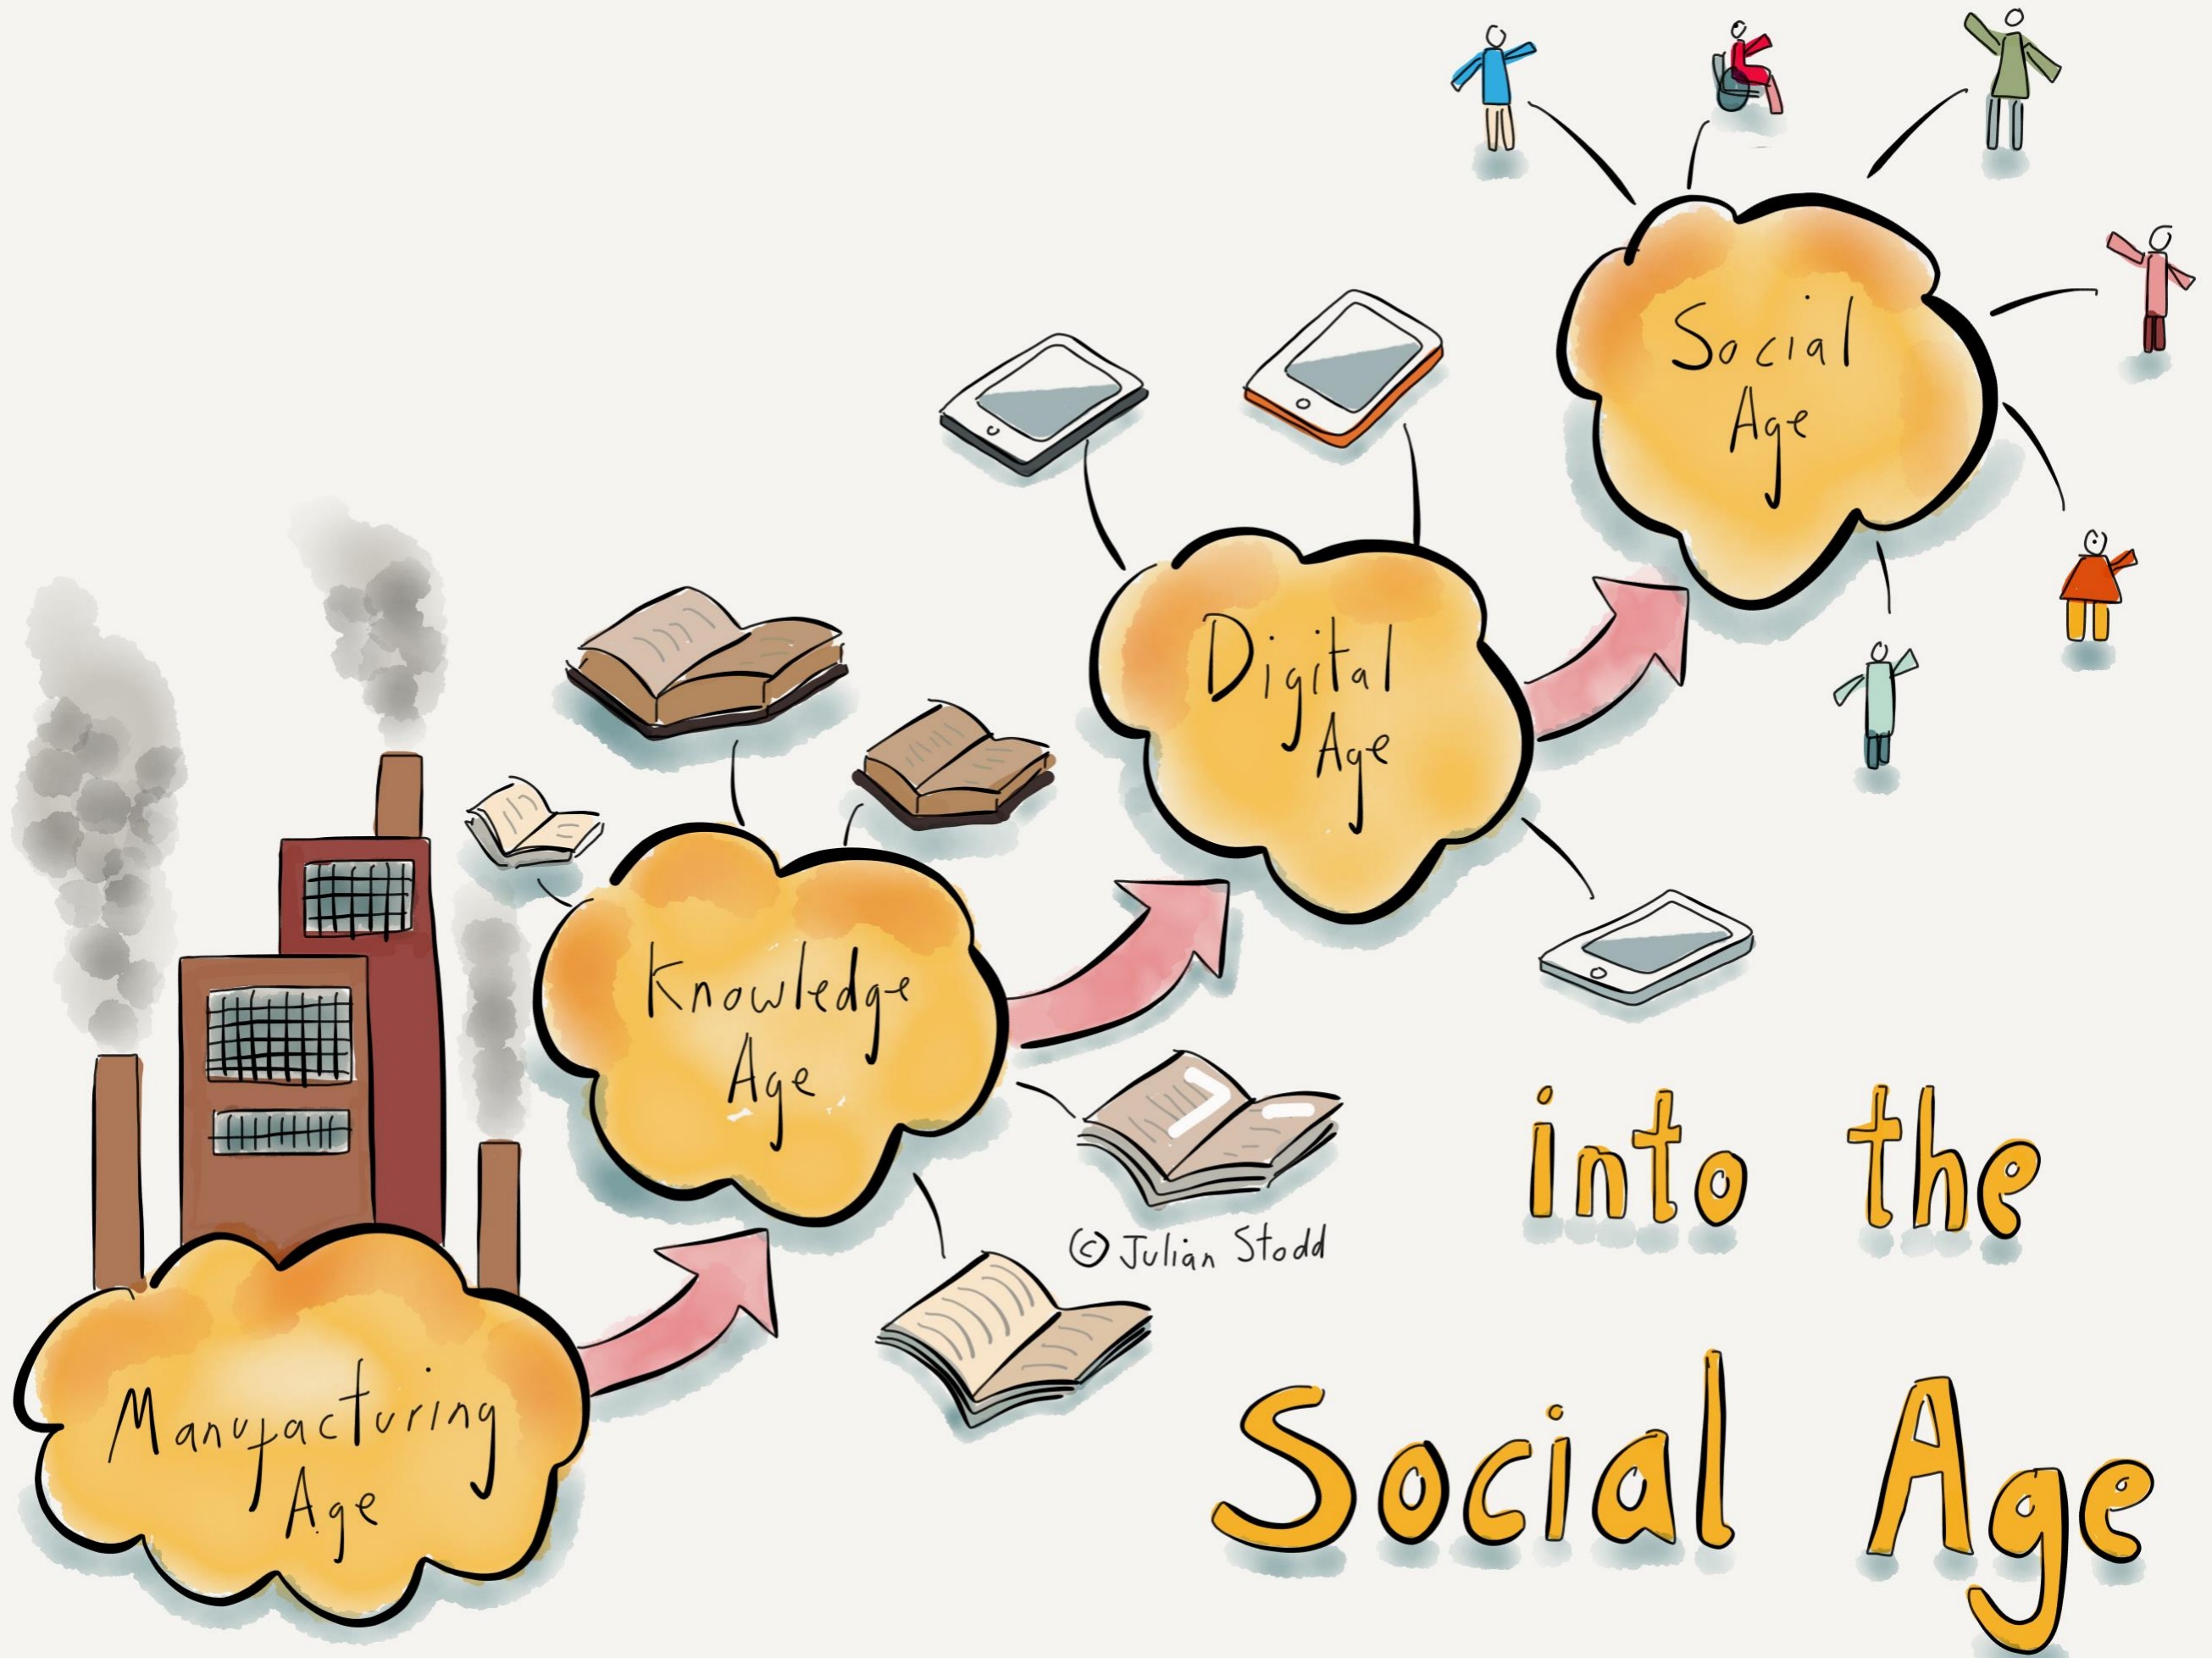 Social
Age
Digital
Age
Knowledge
Age
Manufacturing
Age
© Julian Stodd
into the
Social Age